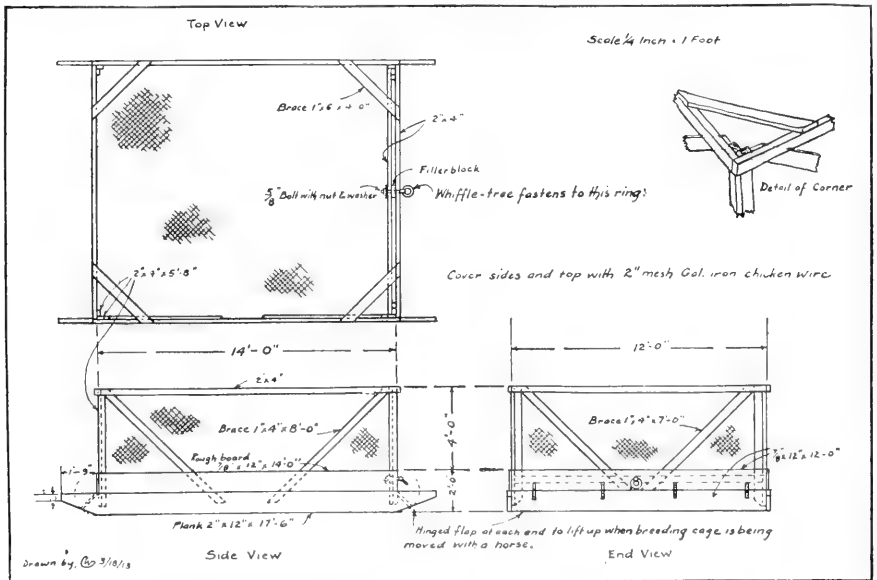 Top View
Scale 1/4 Inch = 1 Foot
Brace 1"x6"x4'-0"
2"x4"
Filler block
5/8" Bolt with nut & washer
Whiffle-tree fastens to this ring.
Detail of Corner
2"x4"x5'-8"
Cover sides and top with 2" mesh Gal. iron chicken wire
14'-0"
12'-0"
2"x4"
Brace 1"x4"x8'-0"
4'-0"
Brace 1"x4"x7'-0"
Rough board
7/8"x12"x14'-0"
1'-9"
7/8"x12"x12'-0"
2'-0"
Plank 2"x12"x17'-6"
Hinged flap at each end to lift up when breeding cage is being
moved with a horse.
Side View
End View
Drawn by, 3/18/13